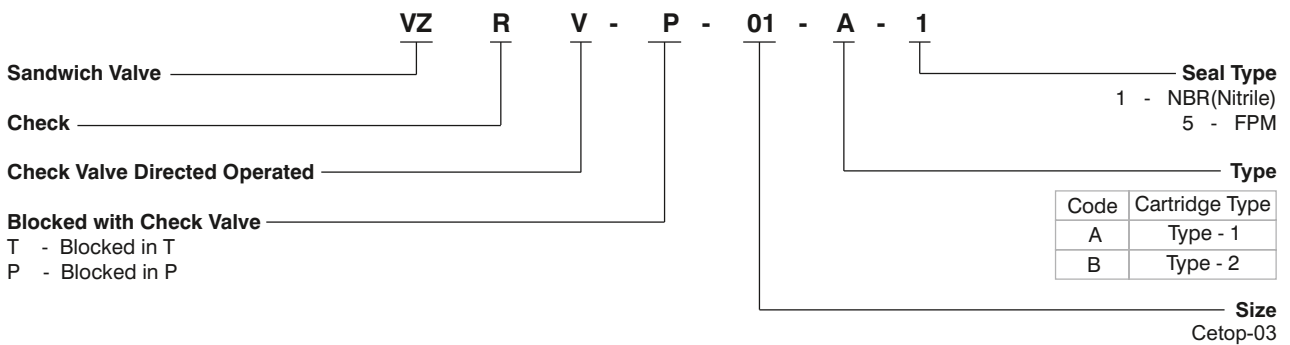 VZ R V - P - 01 - A - 1
Sandwich Valve
Check
Check Valve Directed Operated
Blocked with Check Valve
T - Blocked in T
P - Blocked in P
Seal Type
1 - NBR(Nitrile)
5 - FPM
Type
Code Cartridge Type
A Type - 1
B Type - 2
Size
Cetop-03